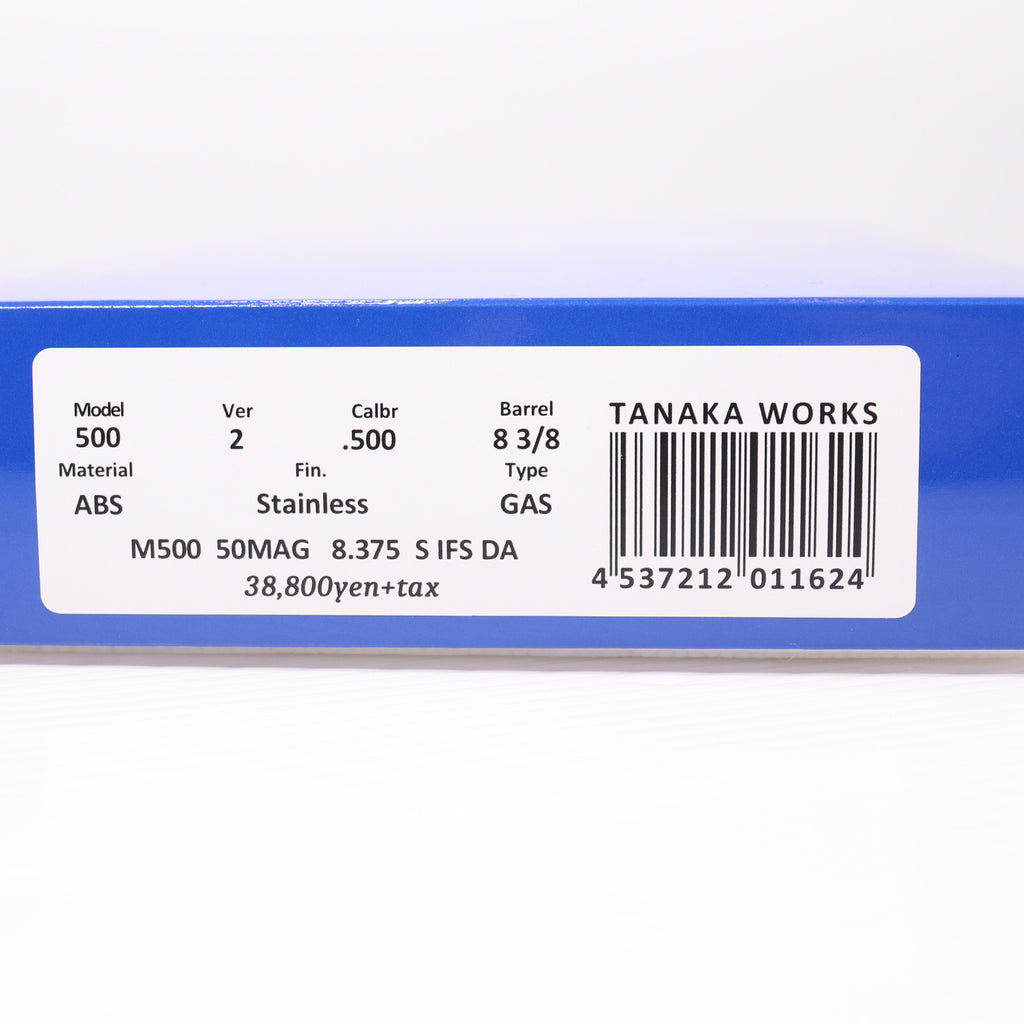 Model Ver Calbr Barrel
500 2 .500 8 3/8
Material Fin. Type
ABS Stainless GAS
M500 50MAG 8.375 S IFS DA
38,800yen+tax
TANAKA WORKS
4 537212 011624